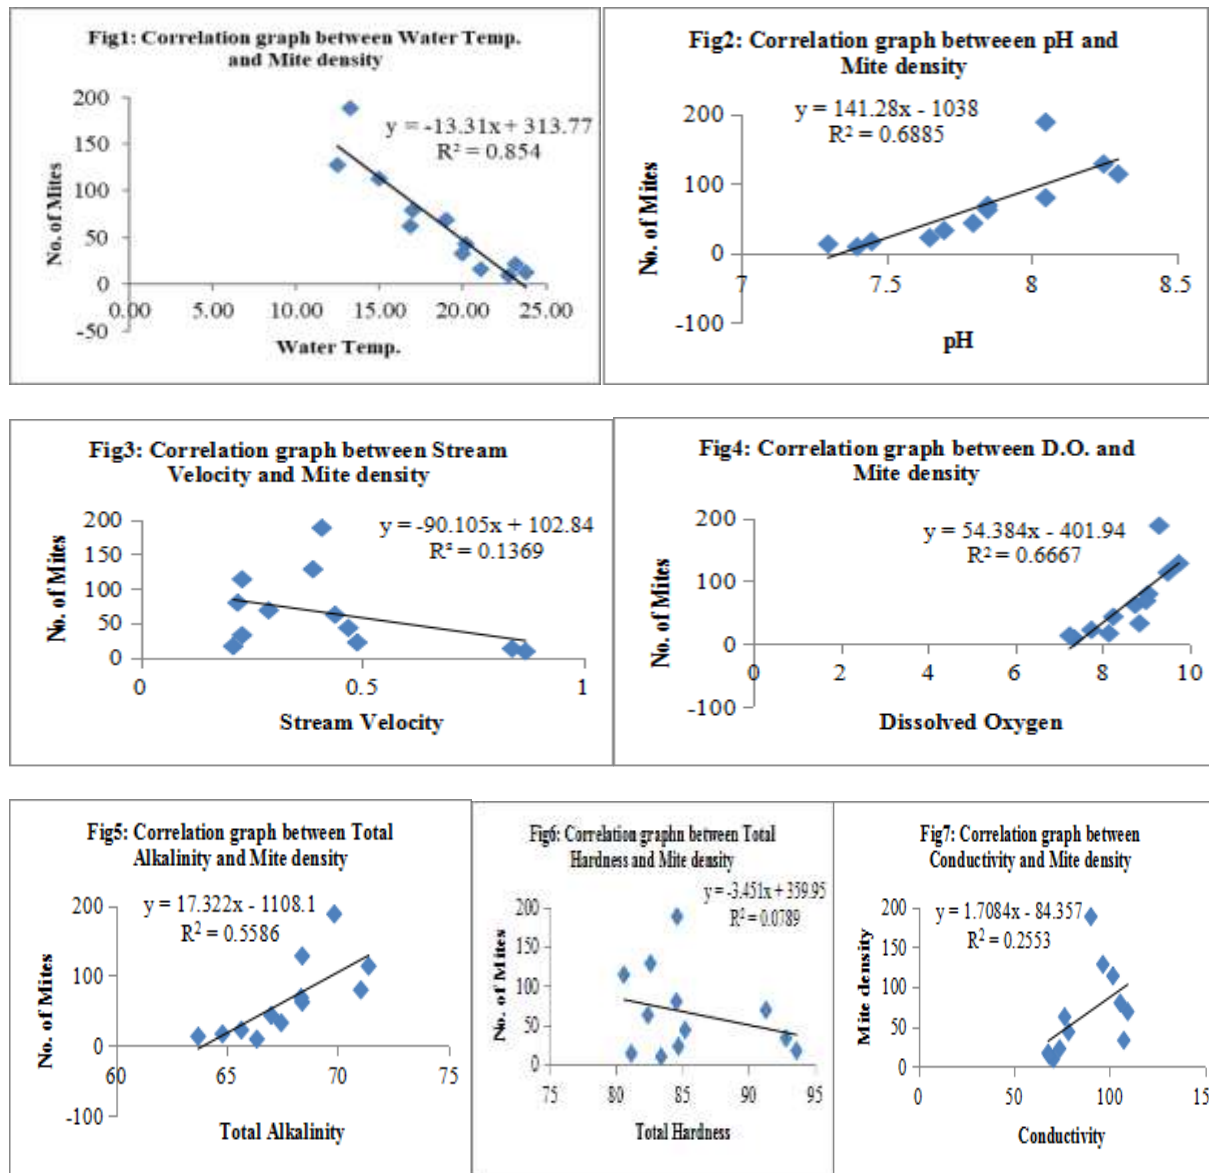 Fig1: Correlation graph between Water Temp.
and Mite density
y = -13.31x + 313.77
R² = 0.854
No. of Mites
200
150
100
50
0
-50
0.00 5.00 10.00 15.00 20.00 25.00
Water Temp.
Fig2: Correlation graph betweeen pH and
Mite density
y = 141.28x - 1038
R² = 0.6885
No. of Mites
200
100
0
-100
7 7.5 8 8.5
pH
Fig3: Correlation graph between Stream
Velocity and Mite density
y = -90.105x + 102.84
R² = 0.1369
No. of Mites
200
150
100
50
0
0 0.5 1
Stream Velocity
Fig4: Correlation graph between D.O. and
Mite density
y = 54.384x - 401.94
R² = 0.6667
No. of Mites
200
100
0
-100
0 2 4 6 8 10
Dissolved Oxygen
Fig5: Correlation graph between Total
Alkalinity and Mite density
y = 17.322x - 1108.1
R² = 0.5586
No. of Mites
200
100
0
-100
60 65 70 75
Total Alkalinity
Fig6: Correlation graphn between Total
Hardness and Mite density
y = -3.451x + 359.95
R² = 0.0789
No. of Mites
200
150
100
50
0
75 80 85 90 95
Total Hardness
Fig7: Correlation graph between
Conductivity and Mite density
y = 1.7084x - 84.357
R² = 0.2553
Mite density
200
150
100
50
0
0 50 100 15
Conductivity